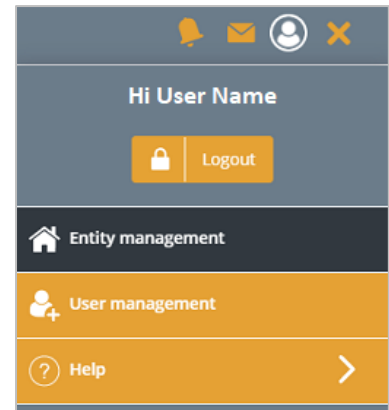 Hi User Name
Logout
Entity management
User management
Help